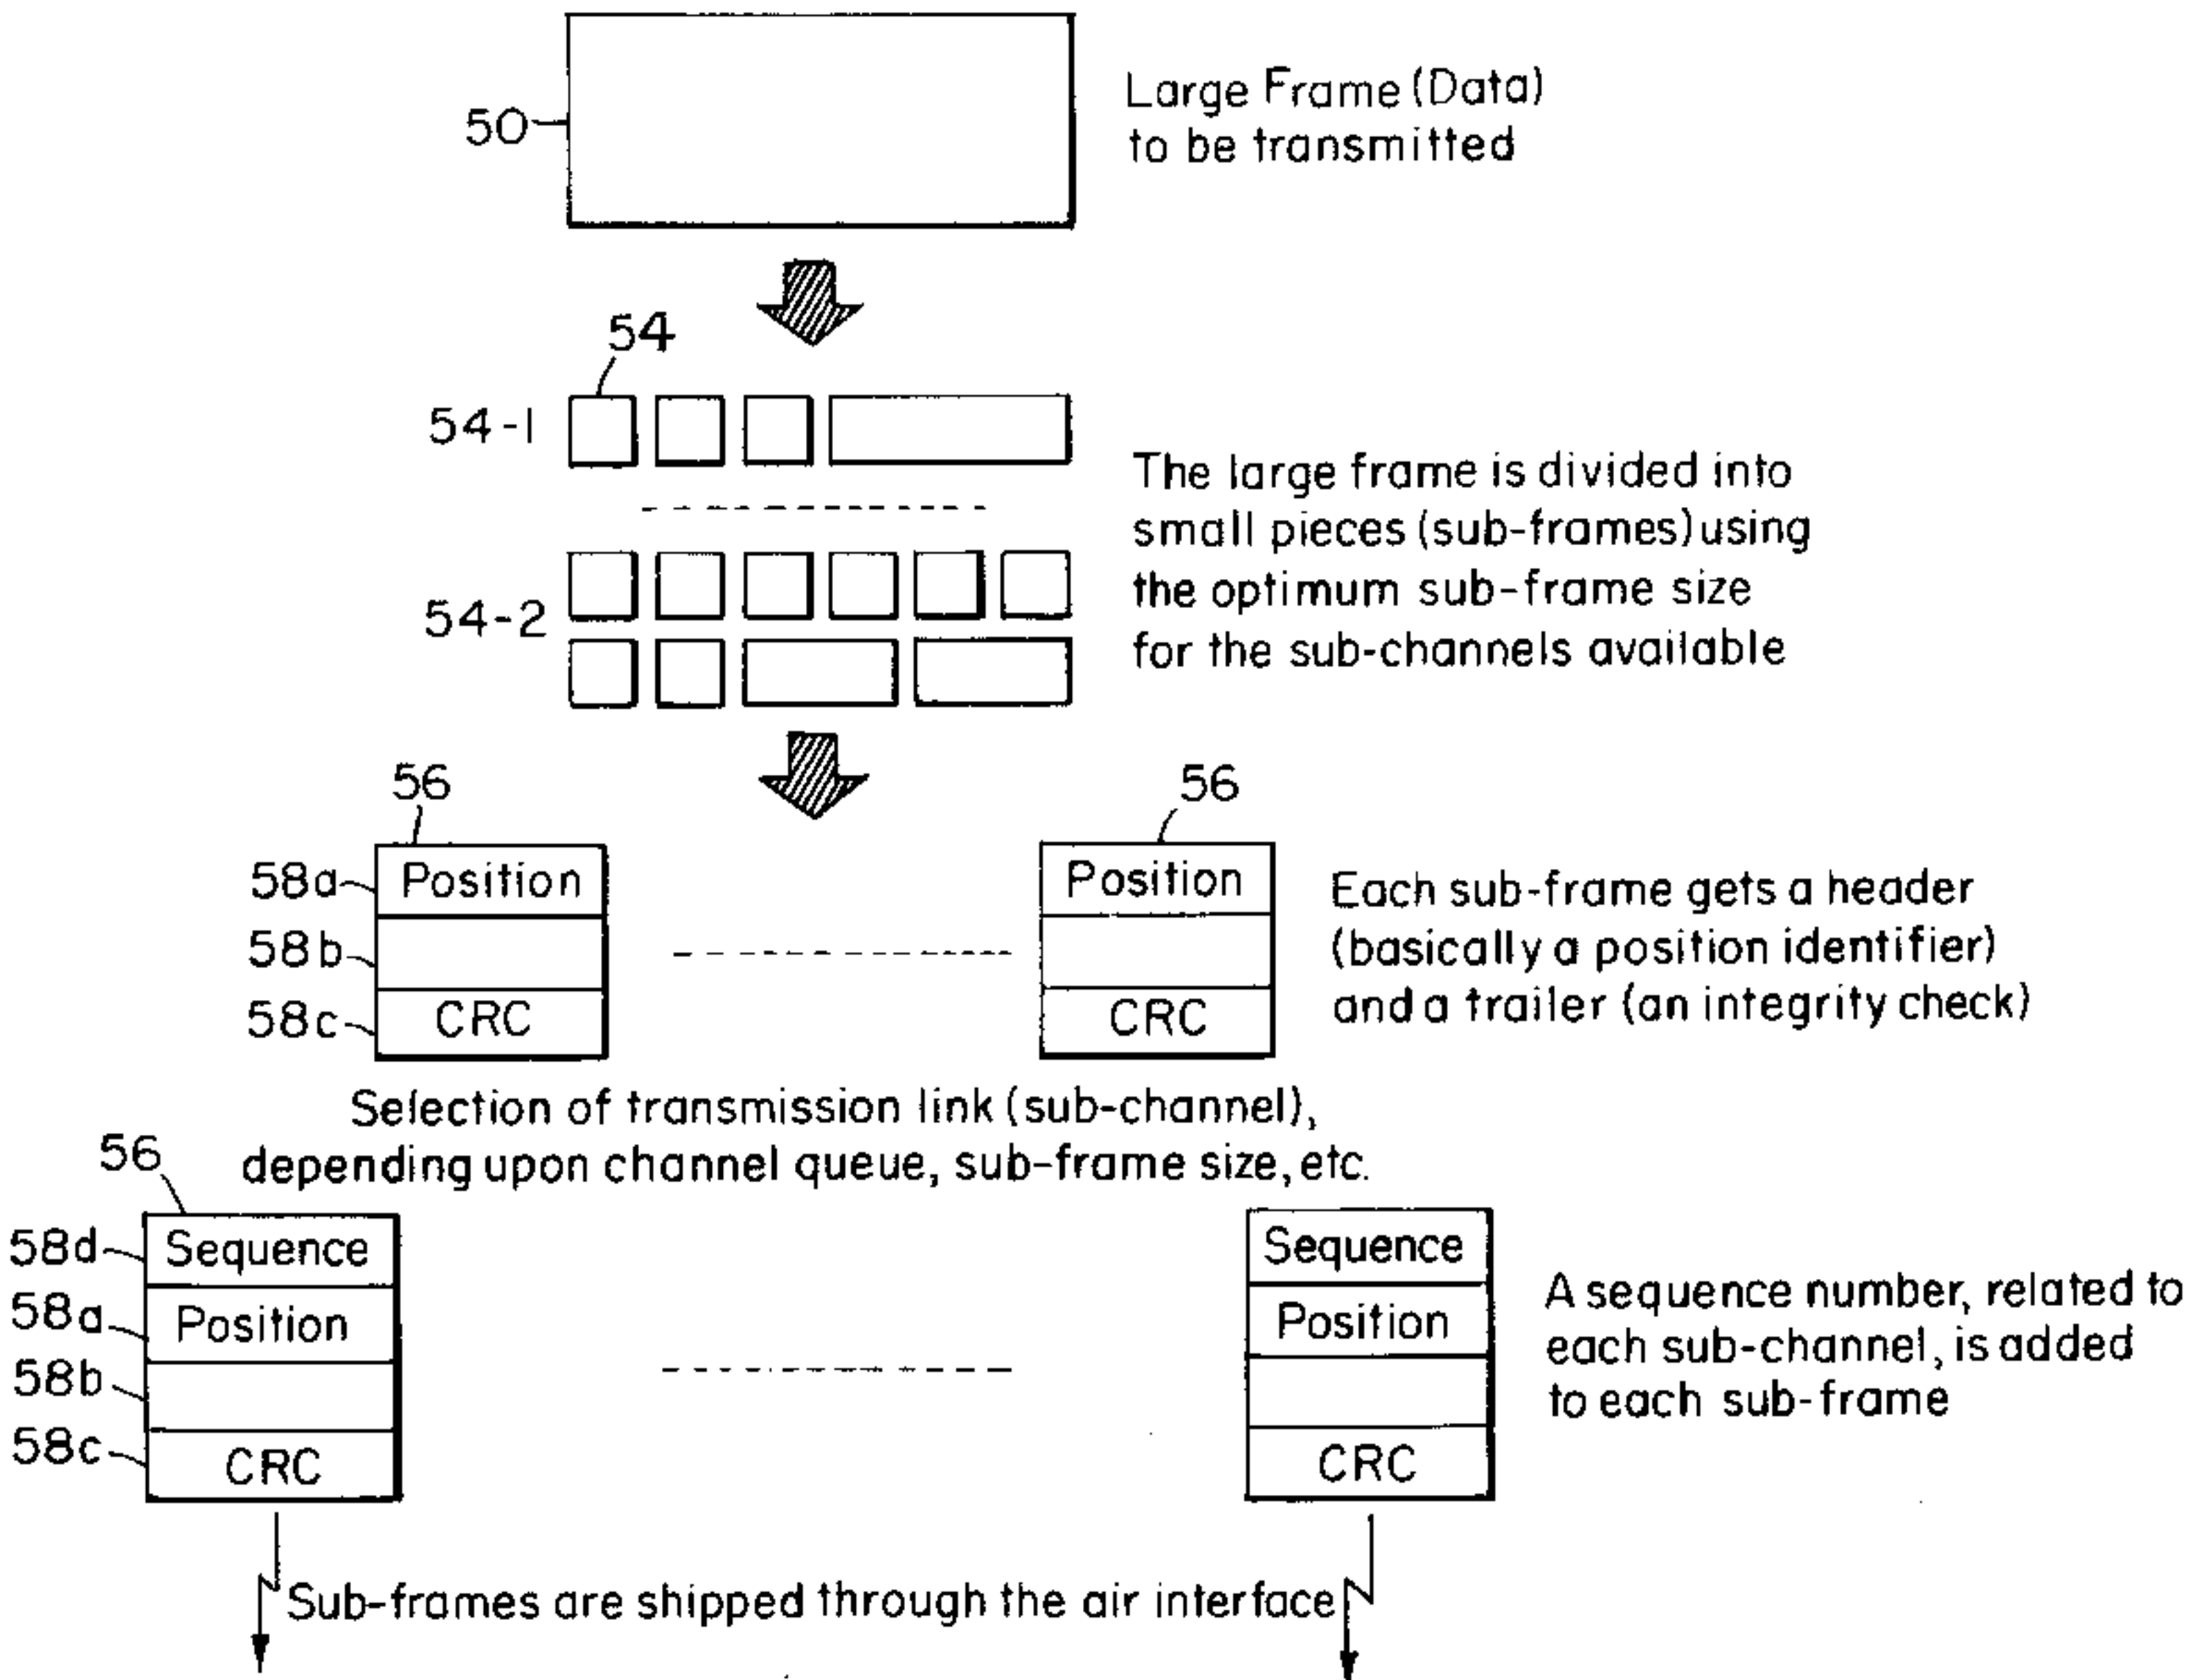 50
Large Frame (Data)
to be transmitted
54
54-1
54-2
The large frame is divided into
small pieces (sub-frames) using
the optimum sub-frame size
for the sub-channels available
56
56
58a
Position
Position
58b
58c
CRC
CRC
Each sub-frame gets a header
(basically a position identifier)
and a trailer (an integrity check)
Selection of transmission link (sub-channel),
depending upon channel queue, sub-frame size, etc.
56
58d
Sequence
Sequence
58a
Position
Position
58b
58c
CRC
CRC
A sequence number, related to
each sub-channel, is added
to each sub-frame
Sub-frames are shipped through the air interface